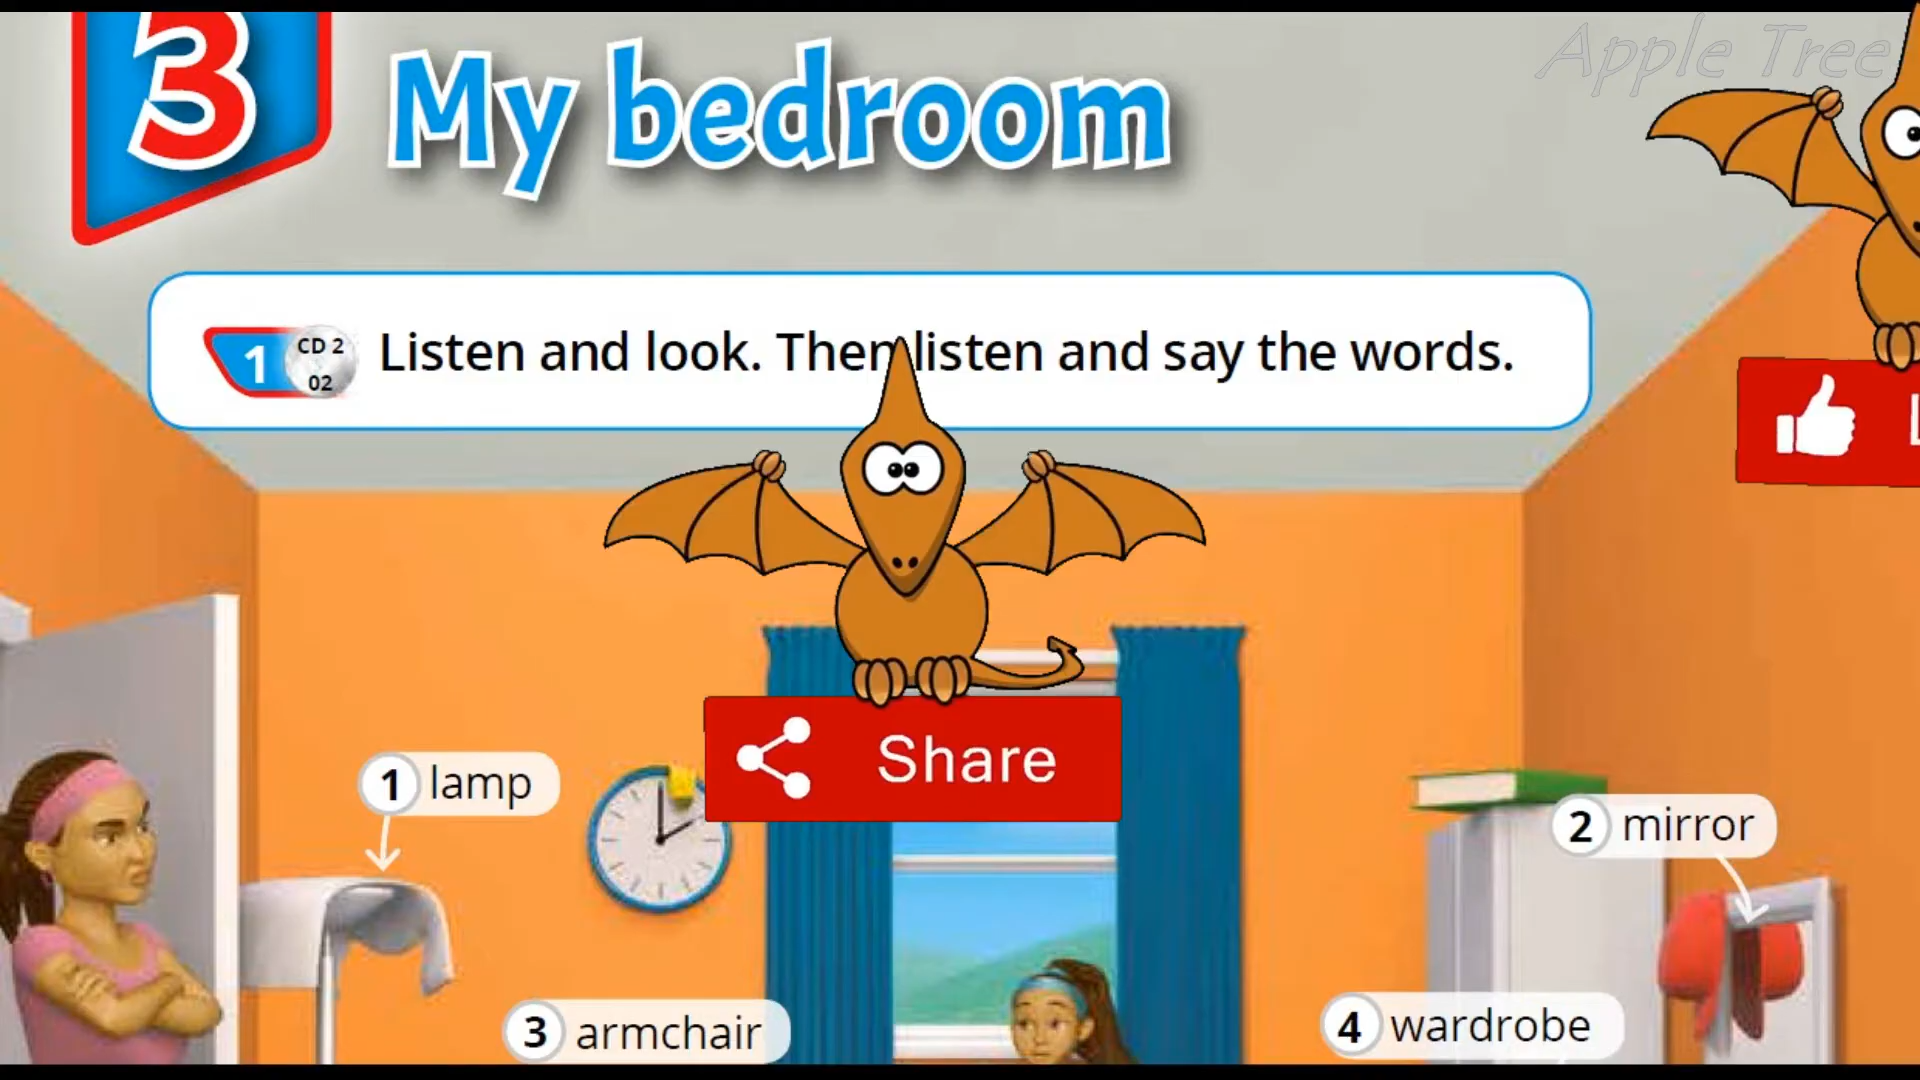 Apple Tree
3
My bedroom
1 CD 2 02 Listen and look. Then listen and say the words.
Share
1 lamp
2 mirror
3 armchair
4 wardrobe